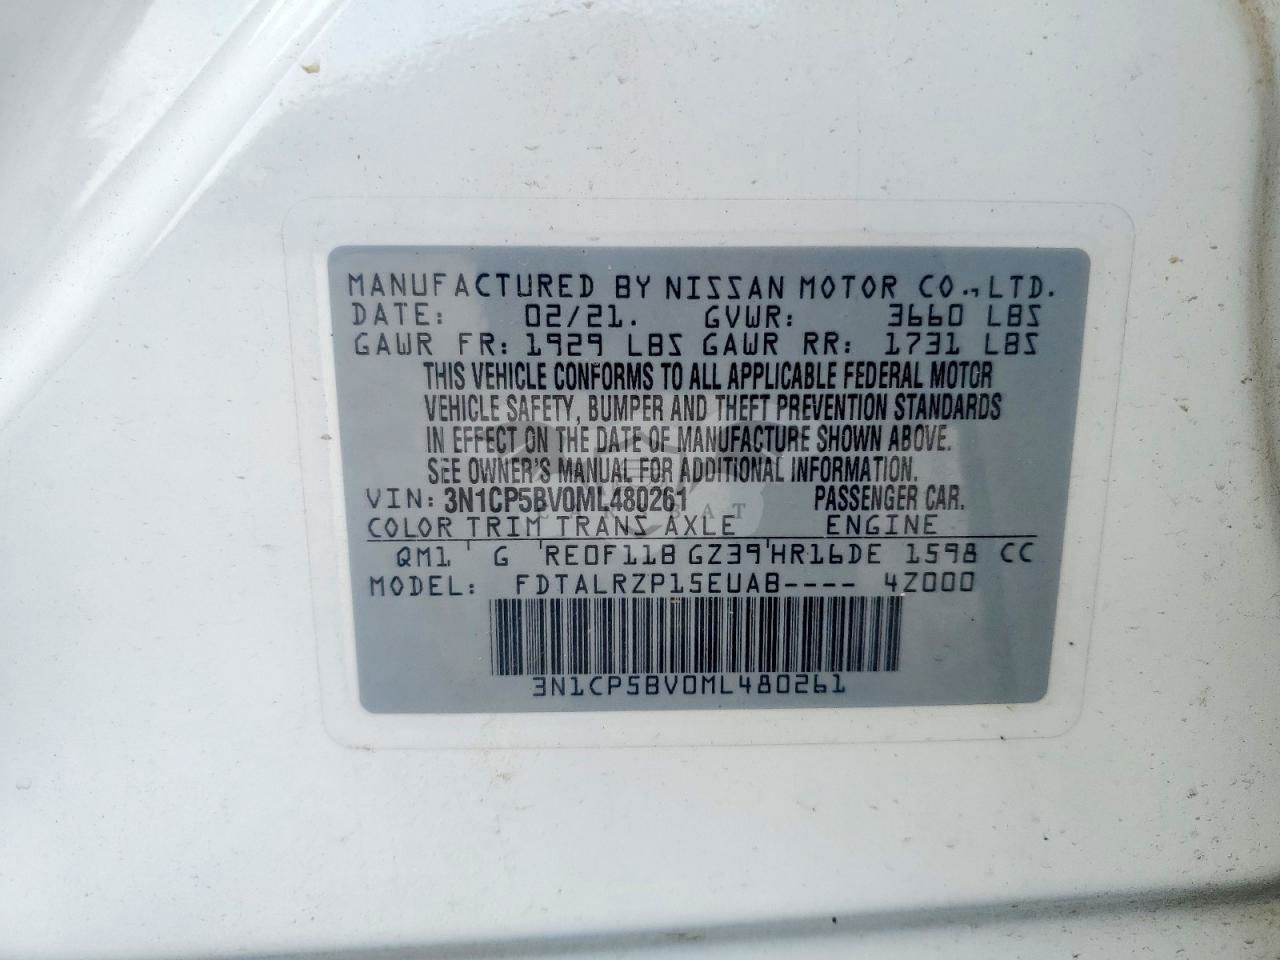 MANUFACTURED BY NISSAN MOTOR CO.,LTD.
DATE: 02/21. GVWR: 3660 LBS
GAWR FR: 1929 LBS GAWR RR: 1731 LBS
THIS VEHICLE CONFORMS TO ALL APPLICABLE FEDERAL MOTOR
VEHICLE SAFETY, BUMPER AND THEFT PREVENTION STANDARDS
IN EFFECT ON THE DATE OF MANUFACTURE SHOWN ABOVE.
SEE OWNER'S MANUAL FOR ADDITIONAL INFORMATION.
VIN: 3N1CP5BV0ML480261 PASSENGER CAR.
COLOR TRIM TRANS AXLE ENGINE
QM1 G RE0F11B GZ39 HR16DE 1598 CC
MODEL: FDTALRZP15EUAB---- 4Z000
3N1CP5BV0ML480261